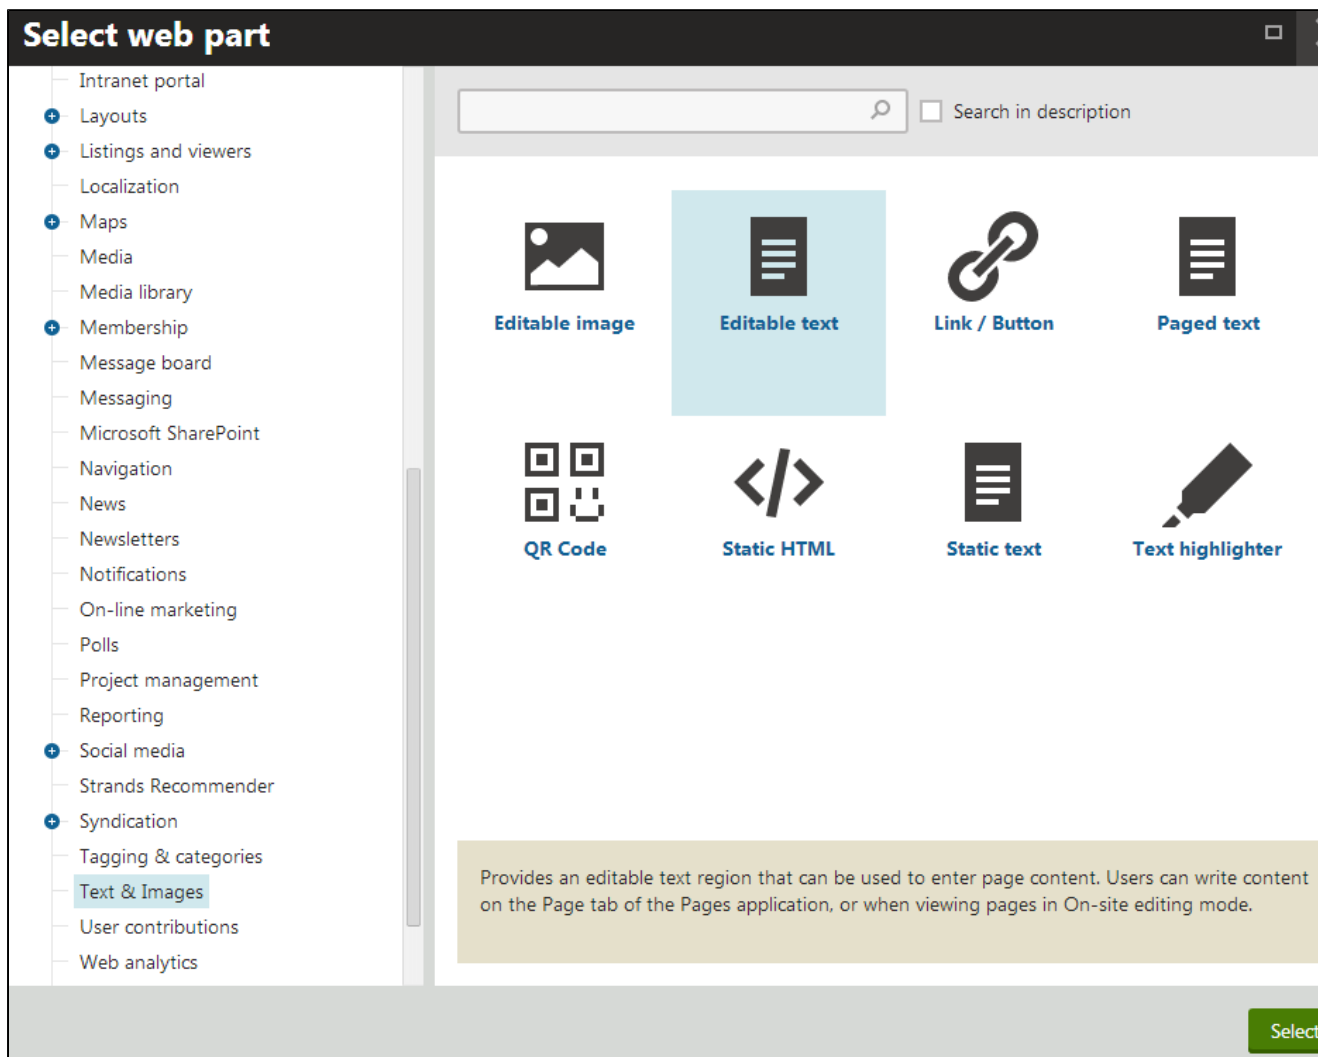 Select web part
Intranet portal
Layouts
Listings and viewers
Localization
Maps
Media
Media library
Membership
Message board
Messaging
Microsoft SharePoint
Navigation
News
Newsletters
Notifications
On-line marketing
Polls
Project management
Reporting
Social media
Strands Recommender
Syndication
Tagging & categories
Text & Images
User contributions
Web analytics
Search in description
Editable image
Editable text
Link / Button
Paged text
QR Code
Static HTML
Static text
Text highlighter
Provides an editable text region that can be used to enter page content. Users can write content
on the Page tab of the Pages application, or when viewing pages in On-site editing mode.
Select